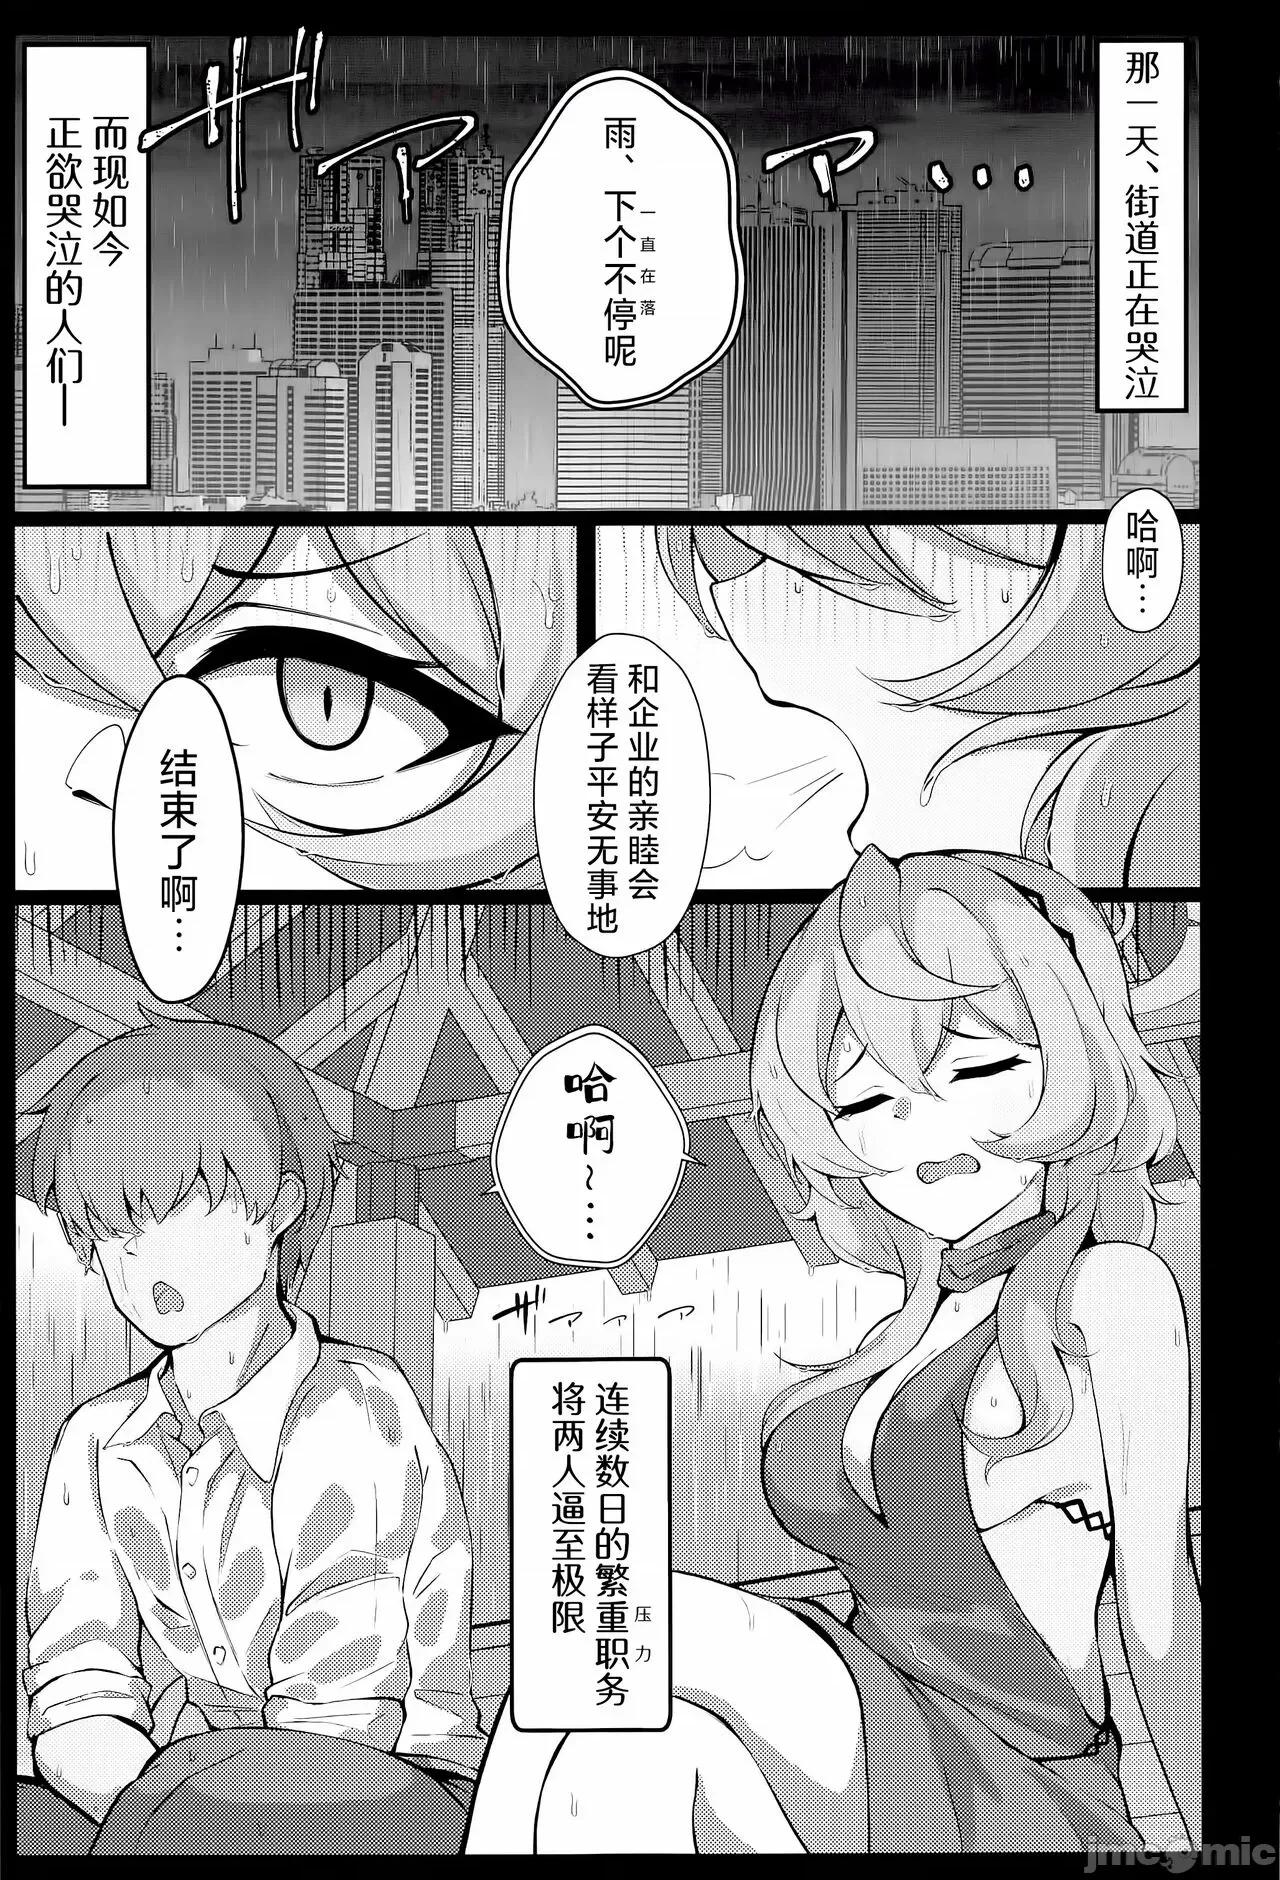 那一天、街道正在哭泣
ザァァァ...
雨、
下个不停呢
一直在落
而现如今
正欲哭泣的人们——
哈啊…
和企业的亲睦会
看样子平安无事地
结束了啊…
哈啊~…
ザァァァ
连续数日的繁重职务
压力
将两人逼至极限
jmcomic